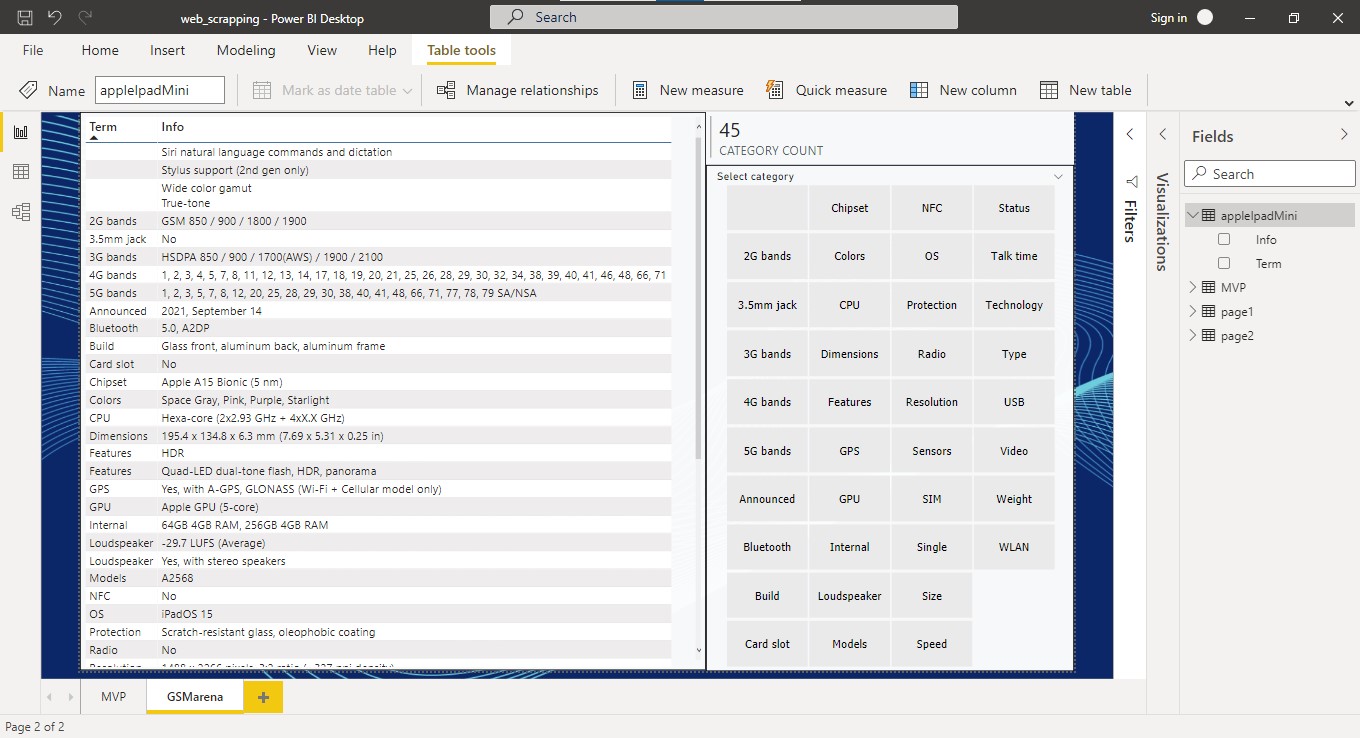 web_scrapping - Power BI Desktop
Search
Sign in
File Home Insert Modeling View Help Table tools
Name appleIpadMini Mark as date table Manage relationships New measure Quick measure New column New table
Term Info
Siri natural language commands and dictation
Stylus support (2nd gen only)
Wide color gamut
True-tone
2G bands GSM 850 / 900 / 1800 / 1900
3.5mm jack No
3G bands HSDPA 850 / 900 / 1700(AWS) / 1900 / 2100
4G bands 1, 2, 3, 4, 5, 7, 8, 11, 12, 13, 14, 17, 18, 19, 20, 21, 25, 26, 28, 29, 30, 32, 34, 38, 39, 40, 41, 46, 48, 66, 71
5G bands 1, 2, 3, 5, 7, 8, 12, 20, 25, 28, 29, 30, 38, 40, 41, 48, 66, 71, 77, 78, 79 SA/NSA
Announced 2021, September 14
Bluetooth 5.0, A2DP
Build Glass front, aluminum back, aluminum frame
Card slot No
Chipset Apple A15 Bionic (5 nm)
Colors Space Gray, Pink, Purple, Starlight
CPU Hexa-core (2x2.93 GHz + 4xX.X GHz)
Dimensions 195.4 x 134.8 x 6.3 mm (7.69 x 5.31 x 0.25 in)
Features HDR
Features Quad-LED dual-tone flash, HDR, panorama
GPS Yes, with A-GPS, GLONASS (Wi-Fi + Cellular model only)
GPU Apple GPU (5-core)
Internal 64GB 4GB RAM, 256GB 4GB RAM
Loudspeaker -29.7 LUFS (Average)
Loudspeaker Yes, with stereo speakers
Models A2568
NFC No
OS iPadOS 15
Protection Scratch-resistant glass, oleophobic coating
Radio No
Resolution 1488 x 2266 pixels, 3:2 ratio (~327 ppi density)
45
CATEGORY COUNT
Select category
Chipset NFC Status
2G bands Colors OS Talk time
3.5mm jack CPU Protection Technology
3G bands Dimensions Radio Type
4G bands Features Resolution USB
5G bands GPS Sensors Video
Announced GPU SIM Weight
Bluetooth Internal Single WLAN
Build Loudspeaker Size
Card slot Models Speed
Filters
Visualizations
Fields
Search
appleIpadMini
Info
Term
MVP
page1
page2
MVP GSMarena +
Page 2 of 2